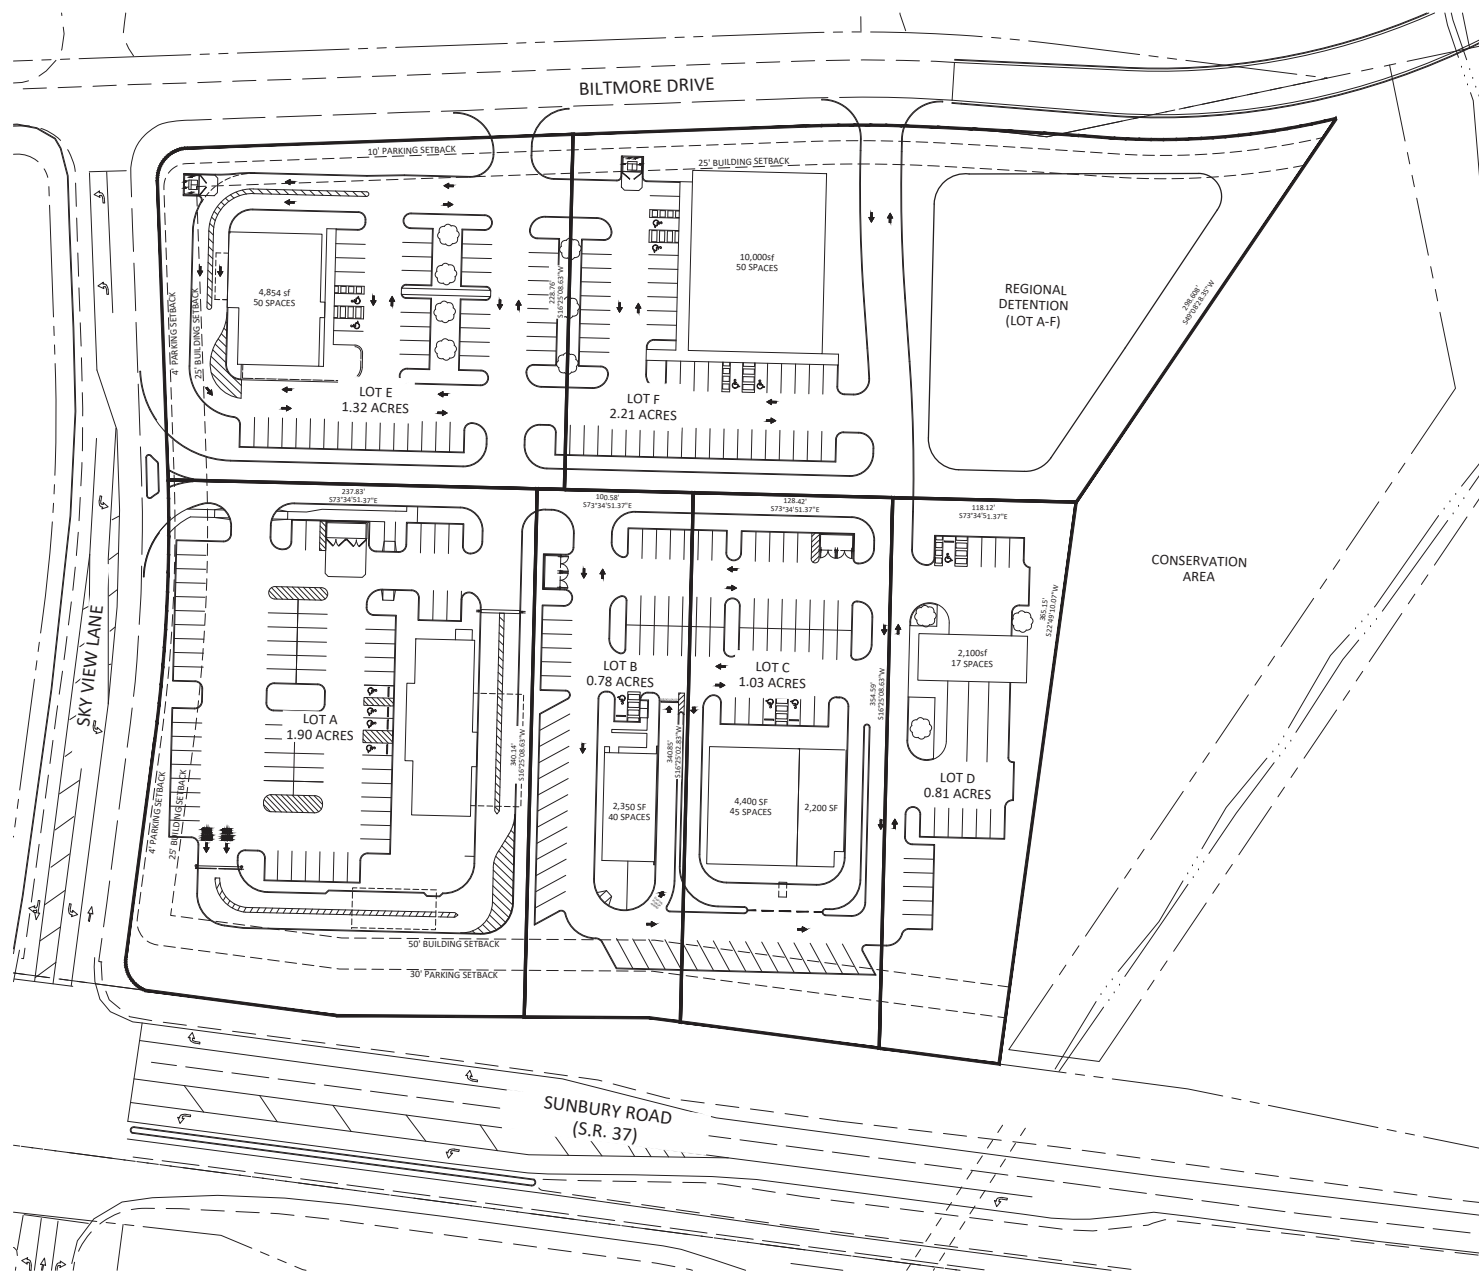 BILTMORE DRIVE
10' PARKING SETBACK
25' BUILDING SETBACK
4,854 sf
50 SPACES
10,000sf
50 SPACES
REGIONAL
DETENTION
(LOT A-F)
298.608'
S49°08'28.35"W
228.76'
S16°25'08.63"W
4' PARKING SETBACK
25' BUILDING SETBACK
LOT E
1.32 ACRES
LOT F
2.21 ACRES
237.83'
S73°34'51.37"E
100.58'
S73°34'51.37"E
128.42'
S73°34'51.37"E
118.12'
S73°34'51.37"E
CONSERVATION
AREA
SKY VIEW LANE
365.15'
S22°49'10.07"W
2,100sf
17 SPACES
LOT B
0.78 ACRES
LOT C
1.03 ACRES
354.59'
S16°25'08.63"W
LOT A
1.90 ACRES
340.14'
S16°25'08.63"W
340.85'
S16°25'02.83"W
LOT D
0.81 ACRES
4' PARKING SETBACK
25' BUILDING SETBACK
2,350 SF
40 SPACES
4,400 SF
45 SPACES
2,200 SF
50' BUILDING SETBACK
30' PARKING SETBACK
SUNBURY ROAD
(S.R. 37)